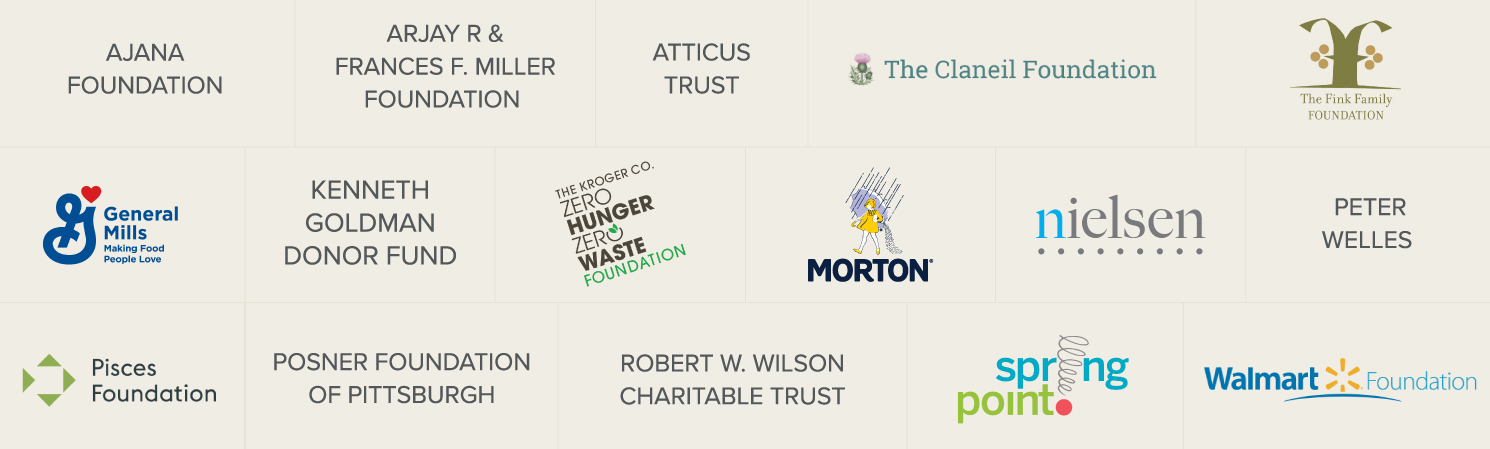 AJANA
FOUNDATION
ARJAY R &
FRANCES F. MILLER
FOUNDATION
ATTICUS
TRUST
The Claneil Foundation
The Fink Family
FOUNDATION
General
Mills
Making Food
People Love
KENNETH
GOLDMAN
DONOR FUND
THE KROGER CO.
ZERO
HUNGER
ZERO
WASTE
FOUNDATION
MORTON®
nielsen
PETER
WELLES
Pisces
Foundation
POSNER FOUNDATION
OF PITTSBURGH
ROBERT W. WILSON
CHARITABLE TRUST
spring
point
Walmart Foundation